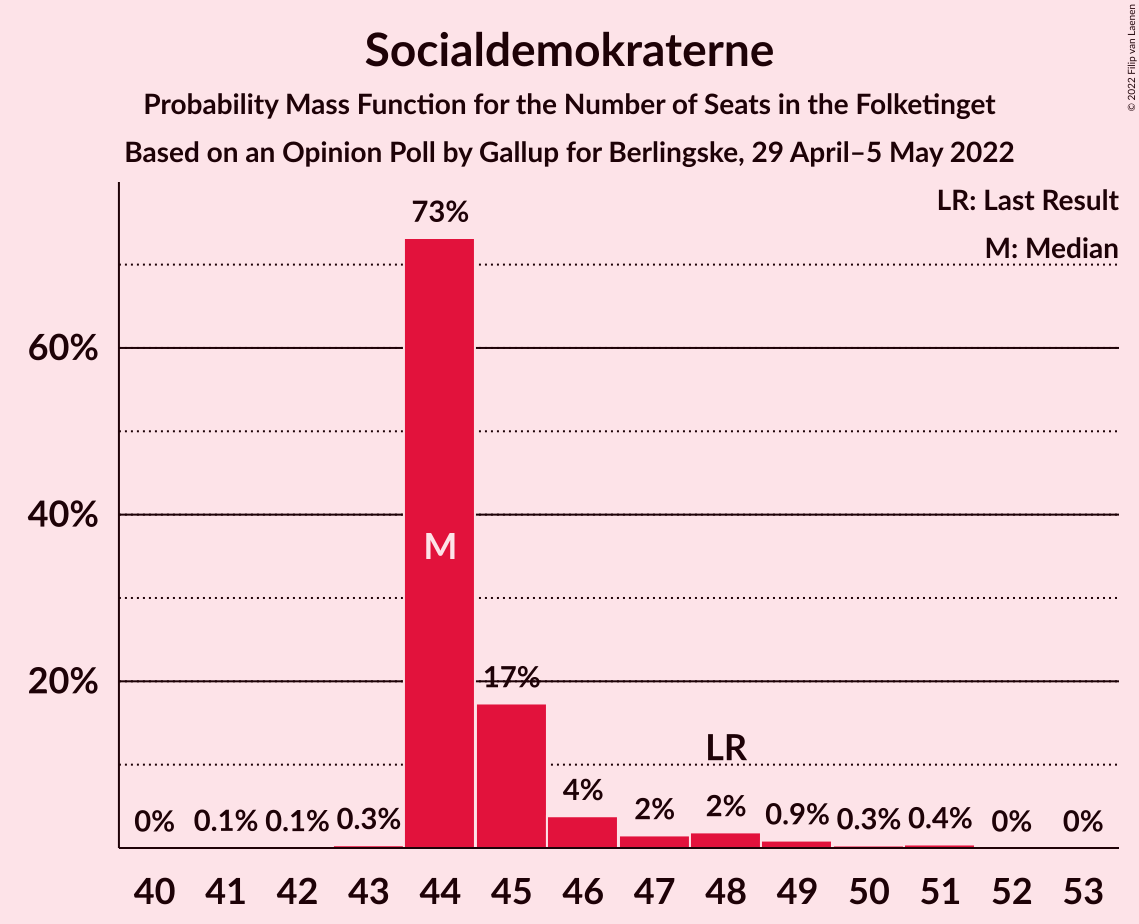 Socialdemokraterne
Probability Mass Function for the Number of Seats in the Folketinget
Based on an Opinion Poll by Gallup for Berlingske, 29 April–5 May 2022
© 2022 Filip van Laenen
LR: Last Result
M: Median
60%
40%
20%
0%
0.1%
0.1%
0.3%
73%
M
17%
4%
2%
LR
2%
0.9%
0.3%
0.4%
0%
0%
40 41 42 43 44 45 46 47 48 49 50 51 52 53